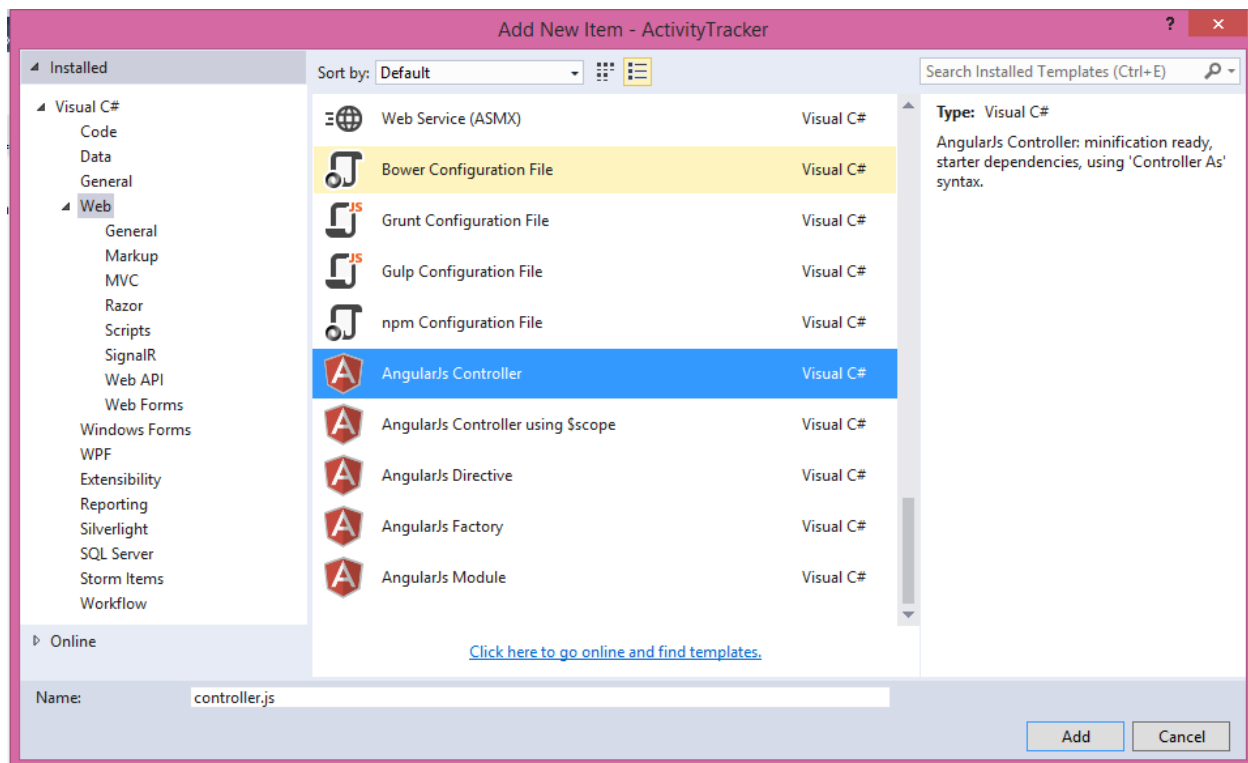 Add New Item - ActivityTracker
?
Installed
Sort by: Default
Search Installed Templates (Ctrl+E)
Visual C#
Code
Data
General
Web
General
Markup
MVC
Razor
Scripts
SignalR
Web API
Web Forms
Windows Forms
WPF
Extensibility
Reporting
Silverlight
SQL Server
Storm Items
Workflow
Online
Web Service (ASMX) Visual C#
Bower Configuration File Visual C#
JS
Grunt Configuration File Visual C#
JS
Gulp Configuration File Visual C#
npm Configuration File Visual C#
AngularJs Controller Visual C#
AngularJs Controller using $scope Visual C#
AngularJs Directive Visual C#
AngularJs Factory Visual C#
AngularJs Module Visual C#
Click here to go online and find templates.
Type: Visual C#
AngularJs Controller: minification ready,
starter dependencies, using 'Controller As'
syntax.
Name: controller.js
Add Cancel